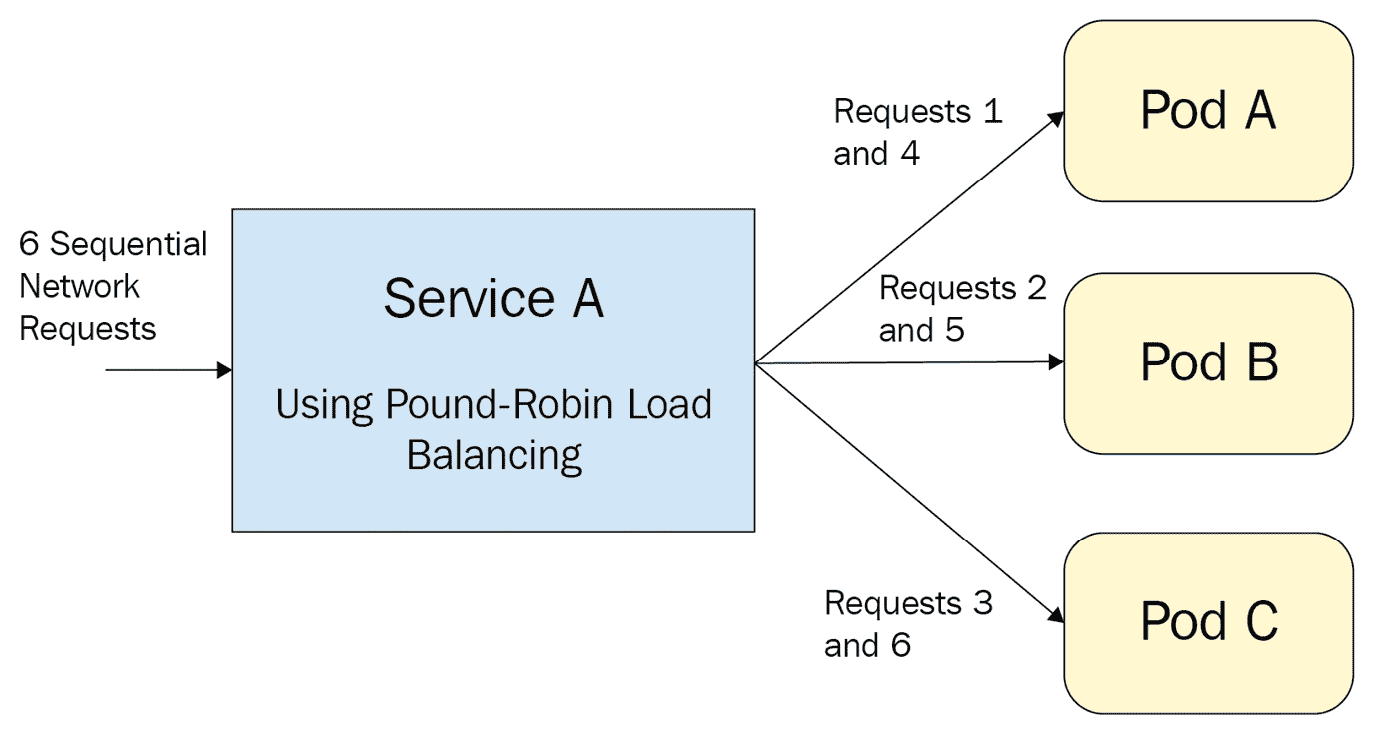 6 Sequential
Network
Requests
Service A
Using Pound-Robin Load
Balancing
Requests 1
and 4
Requests 2
and 5
Requests 3
and 6
Pod A
Pod B
Pod C